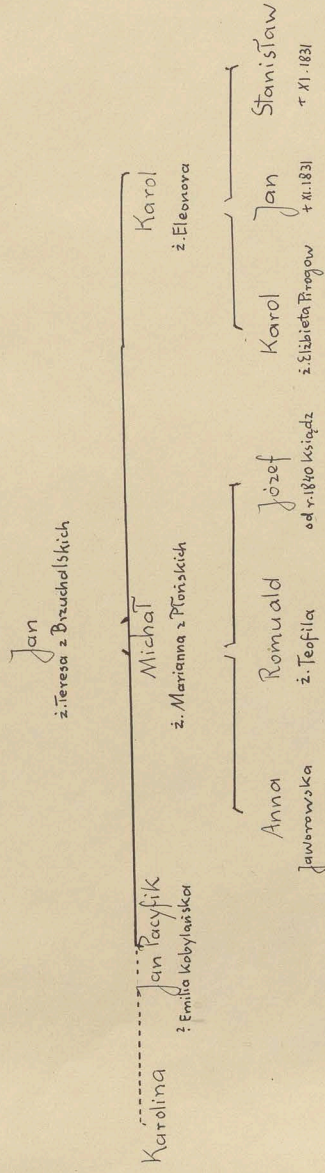 Jan
ż. Teresa z Brzuchalskich
Karolina Jan Pacyfik Michał Karol
? Emilia Kobylańska ż. Marianna z Płońskich ż. Eleonora
Anna Romuald Józef Karol Jan Stanisław
Jaworowska ż. Teofila od r. 1840 Ksiądz ż. Elżbieta Pirogow + XI. 1831 + XI. 1831